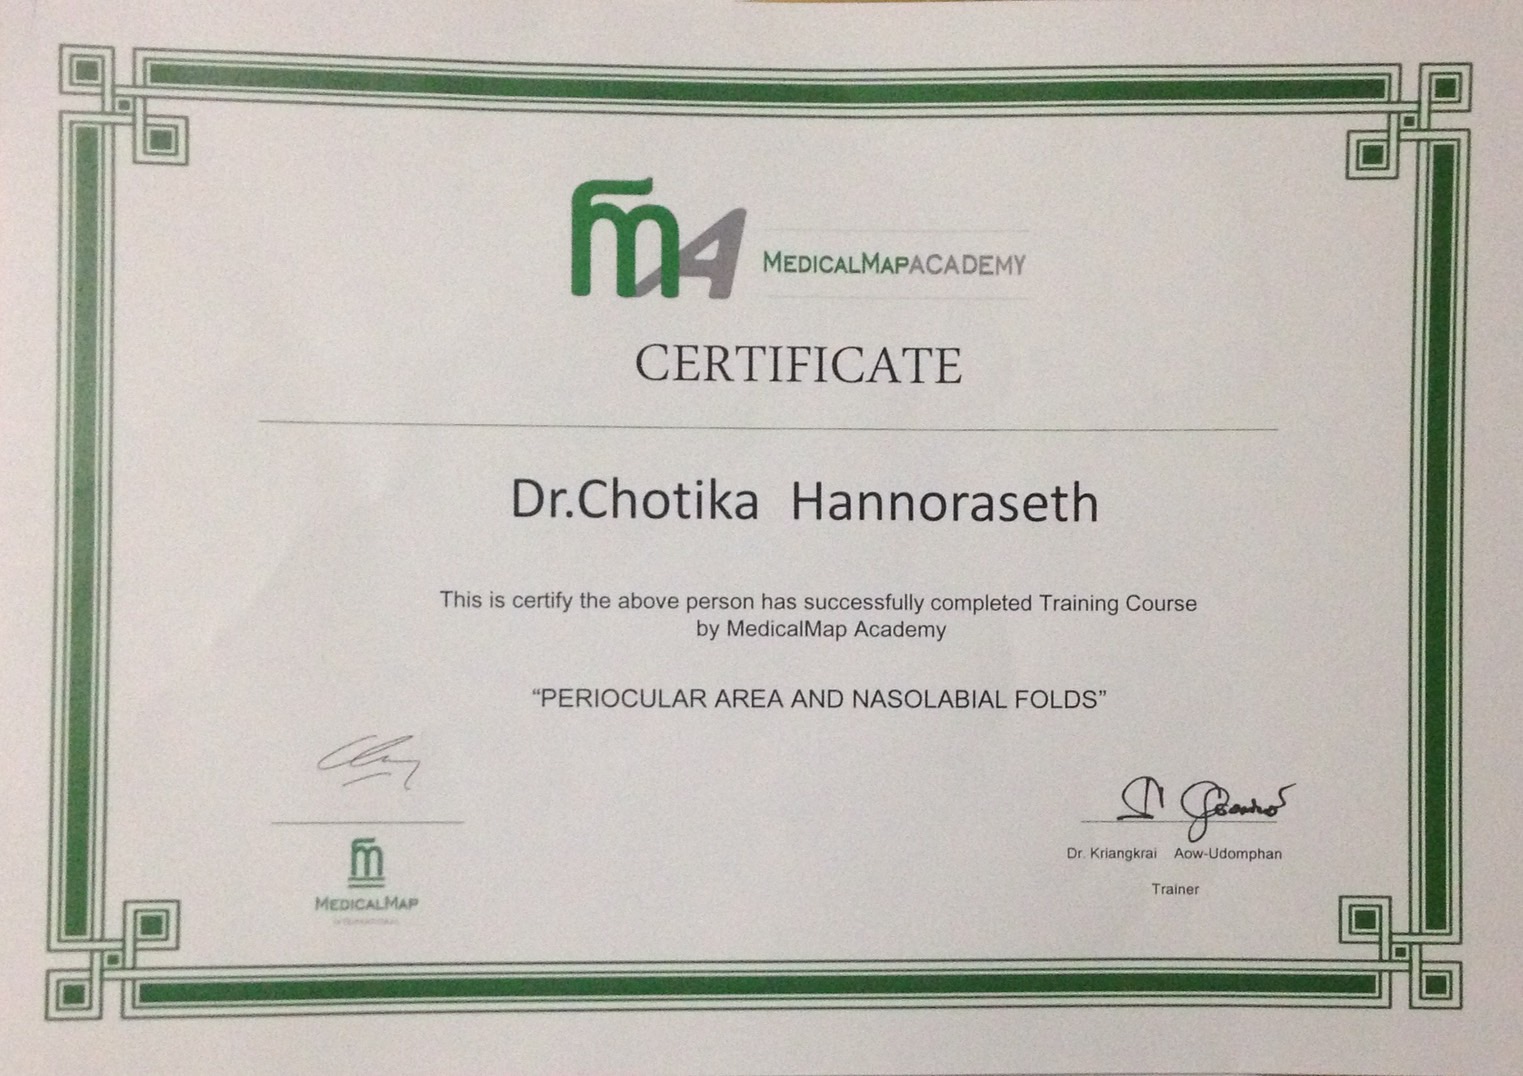 mA MEDICALMAPACADEMY
CERTIFICATE
Dr.Chotika Hannoraseth
This is certify the above person has successfully completed Training Course
by MedicalMap Academy
“PERIOCULAR AREA AND NASOLABIAL FOLDS”
m
MEDICALMAP
Dr. Kriangkrai Aow-Udomphan
Trainer